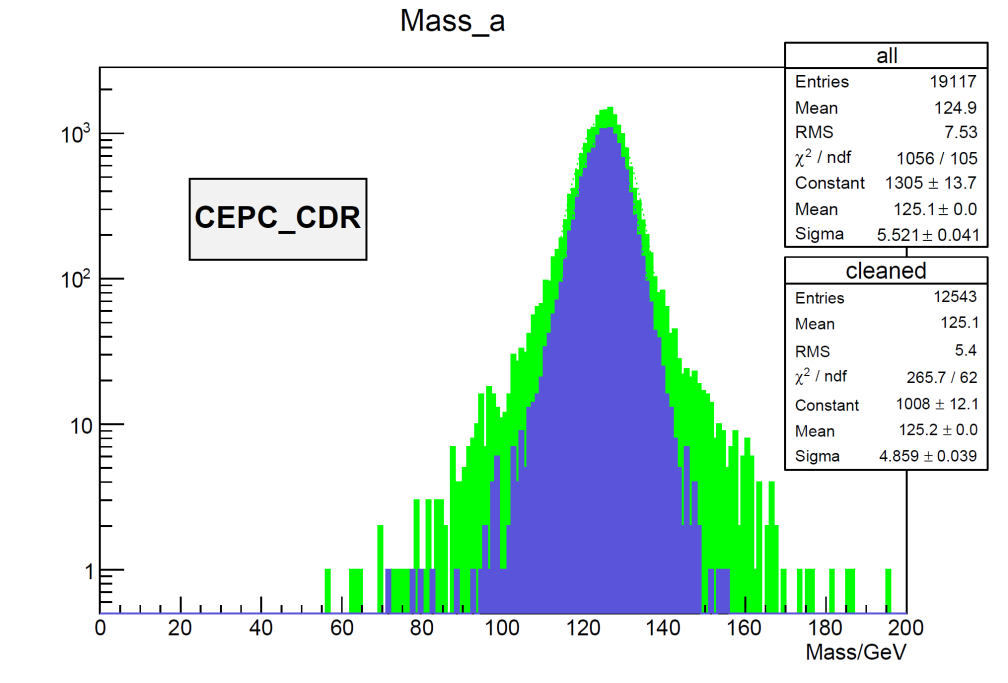 Mass_a
all
Entries 19117
Mean 124.9
RMS 7.53
χ² / ndf 1056 / 105
Constant 1305 ± 13.7
Mean 125.1± 0.0
Sigma 5.521± 0.041
cleaned
Entries 12543
Mean 125.1
RMS 5.4
χ² / ndf 265.7 / 62
Constant 1008 ± 12.1
Mean 125.2 ± 0.0
Sigma 4.859 ± 0.039
CEPC_CDR
10³
10²
10
1
0 20 40 60 80 100 120 140 160 180 200
Mass/GeV